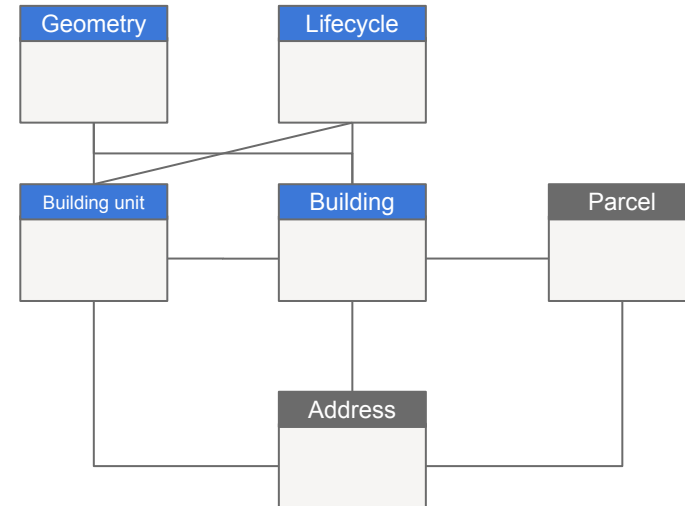 Geometry
Lifecycle
Building unit
Building
Parcel
Address